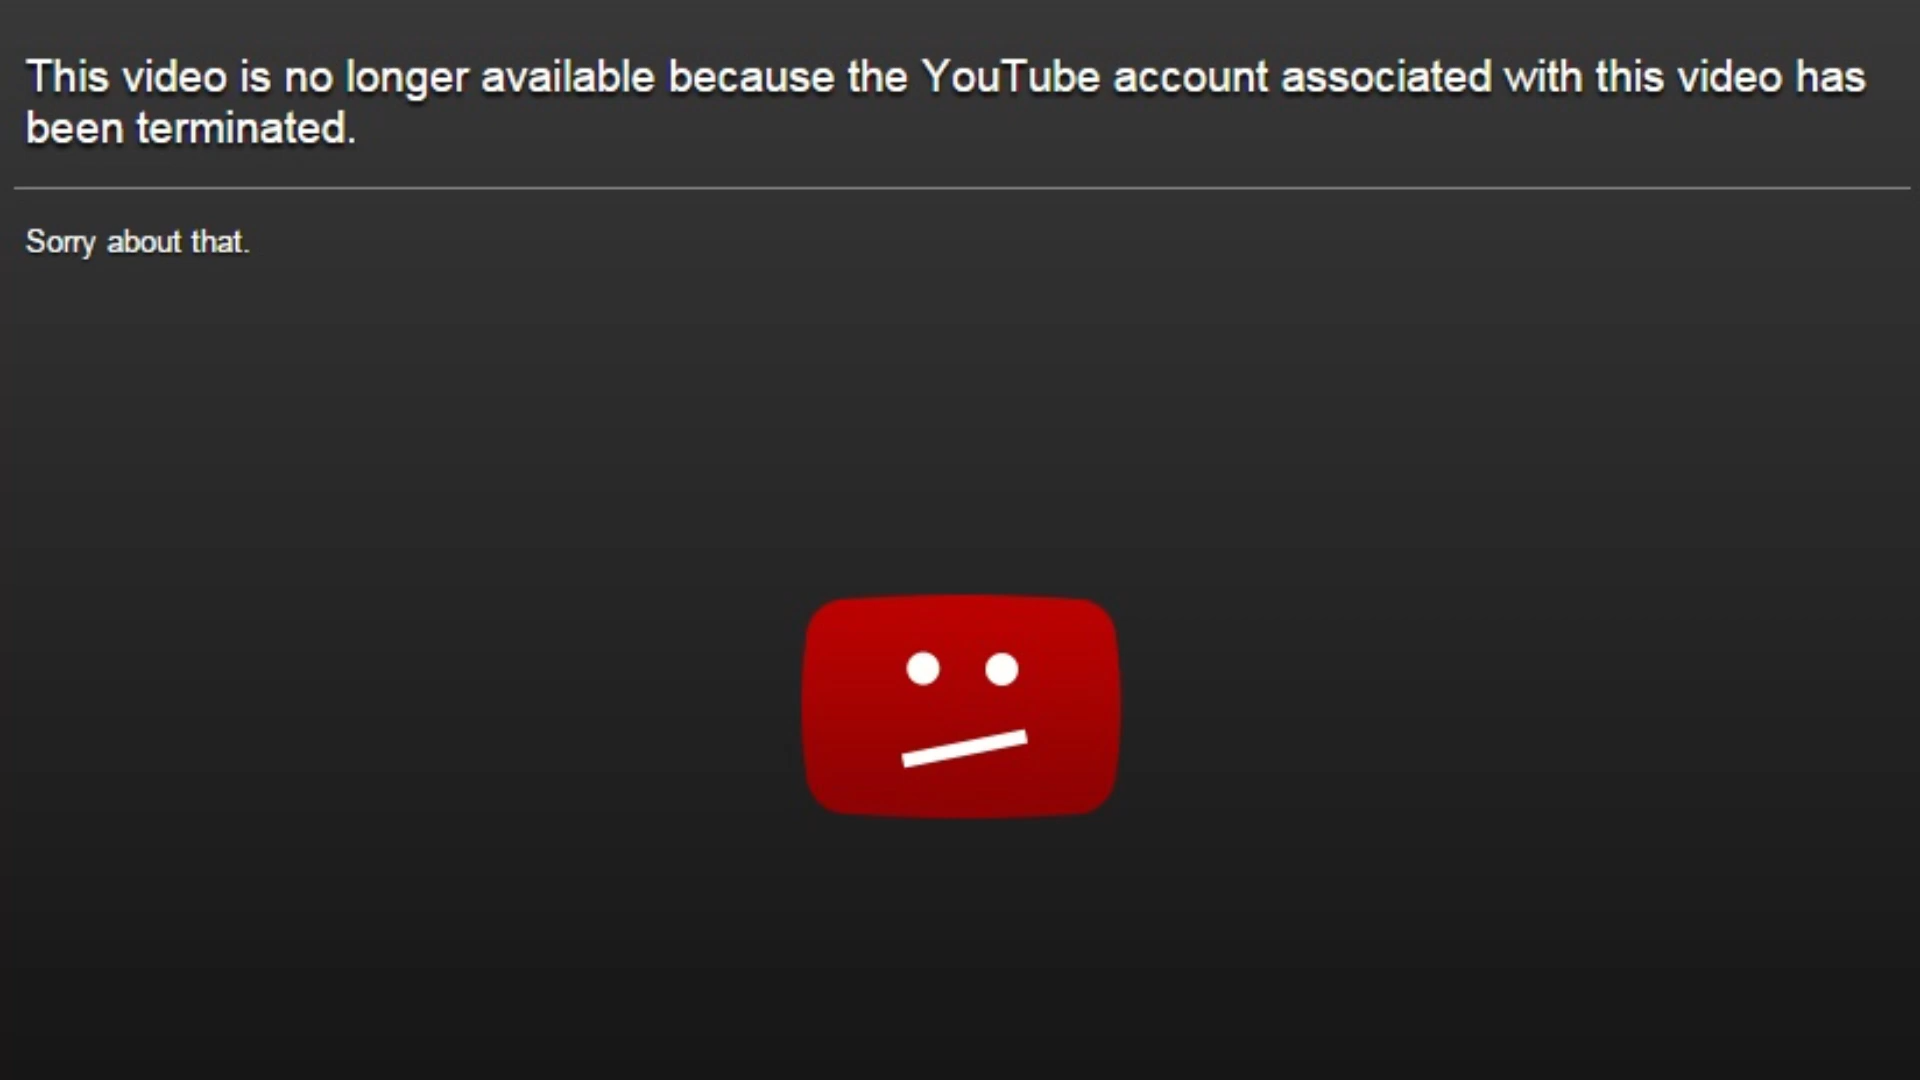 This video is no longer available because the YouTube account associated with this video has
been terminated.
Sorry about that.